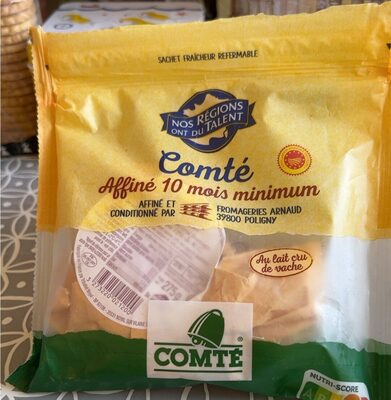 SACHET FRAÎCHEUR REFERMABLE
NOS RÉGIONS
ONT DU TALENT
Comté
Affiné 10 mois minimum
AFFINÉ ET
CONDITIONNÉ PAR
FROMAGERIES ARNAUD
39800 POLIGNY
Au lait cru
de vache
COMTÉ
NUTRI-SCORE